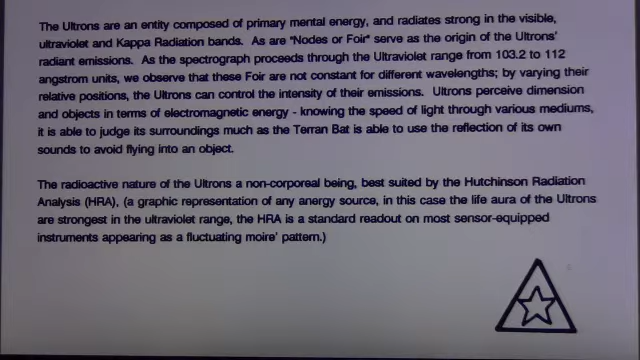 The Ultrons are an entity composed of primary mental energy, and radiates strong in the visible,
ultraviolet and Kappa Radiation bands. As are "Nodes or Foir" serve as the origin of the Ultrons'
radiant emissions. As the spectrograph proceeds through the Ultraviolet range from 103.2 to 112
angstrom units, we observe that these Foir are not constant for different wavelengths; by varying their
relative positions, the Ultrons can control the intensity of their emissions. Ultrons perceive dimension
and objects in terms of electromagnetic energy - knowing the speed of light through various mediums,
it is able to judge its surroundings much as the Terran Bat is able to use the reflection of its own
sounds to avoid flying into an object.
The radioactive nature of the Ultrons a non-corporeal being, best suited by the Hutchinson Radiation
Analysis (HRA), (a graphic representation of any anergy source, in this case the life aura of the Ultrons
are strongest in the ultraviolet range, the HRA is a standard readout on most sensor-equipped
instruments appearing as a fluctuating moire' pattern.)